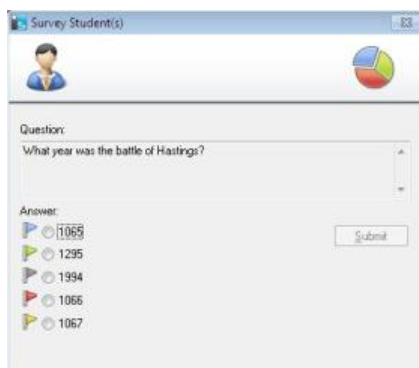 Survey Student(s)
Question:
What year was the battle of Hastings?
Answer:
1065
Submit
1295
1994
1066
1067